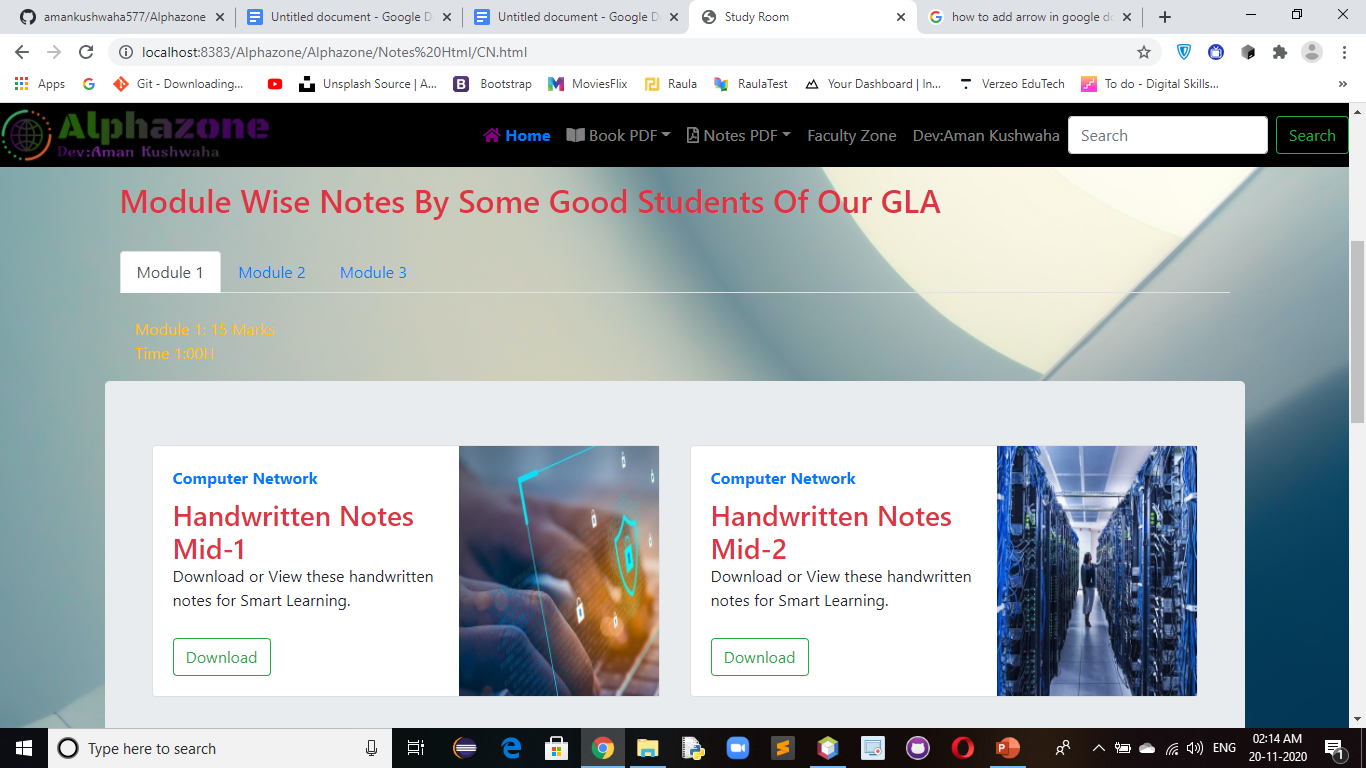 amankushwaha577/Alphazone
Untitled document - Google D
Untitled document - Google D
Study Room
how to add arrow in google do
localhost:8383/Alphazone/Alphazone/Notes%20Html/CN.html
Apps
Git - Downloading...
Unsplash Source | A...
Bootstrap
MoviesFlix
Raula
RaulaTest
Your Dashboard | In...
Verzeo EduTech
To do - Digital Skills...
Alphazone
Dev:Aman Kushwaha
Home
Book PDF
Notes PDF
Faculty Zone
Dev:Aman Kushwaha
Search
Search
Module Wise Notes By Some Good Students Of Our GLA
Module 1
Module 2
Module 3
Module 1: 15 Marks
Time 1:00H
Computer Network
Handwritten Notes
Mid-1
Download or View these handwritten
notes for Smart Learning.
Download
Computer Network
Handwritten Notes
Mid-2
Download or View these handwritten
notes for Smart Learning.
Download
Type here to search
ENG
02:14 AM
20-11-2020
1